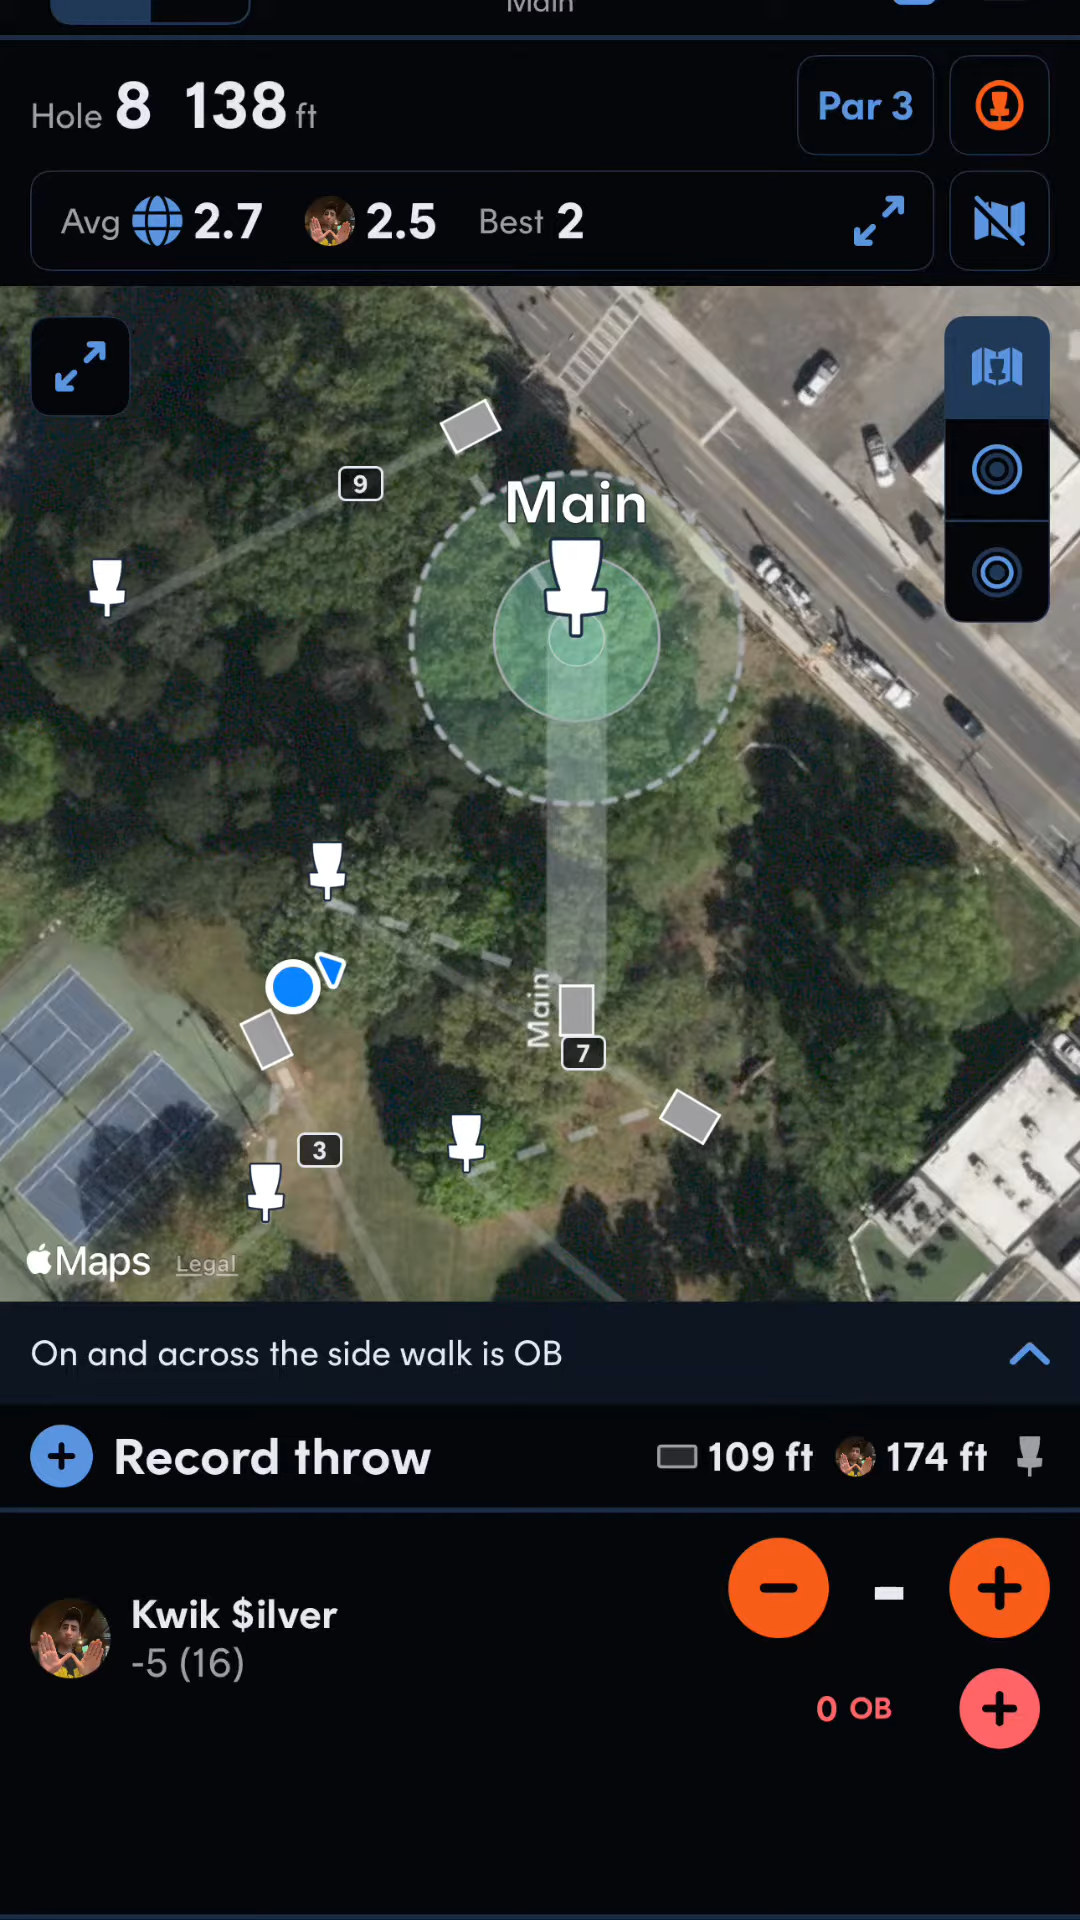 Main
Hole 8 138 ft
Par 3
Avg 2.7 2.5 Best 2
9
Main
Main
7
3
Maps Legal
On and across the side walk is OB
Record throw
109 ft 174 ft
Kwik $ilver
-5 (16)
-
0 OB